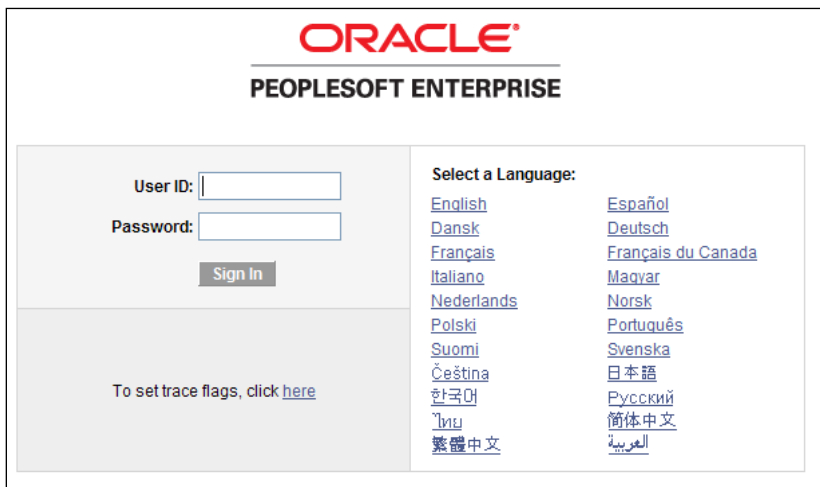 ORACLE
PEOPLESOFT ENTERPRISE
User ID:
Password:
Sign In
To set trace flags, click here
Select a Language:
English Español
Dansk Deutsch
Français Français du Canada
Italiano Magyar
Nederlands Norsk
Polski Português
Suomi Svenska
Čeština 日本語
한국어 Русский
ไทย 简体中文
繁體中文 العربية